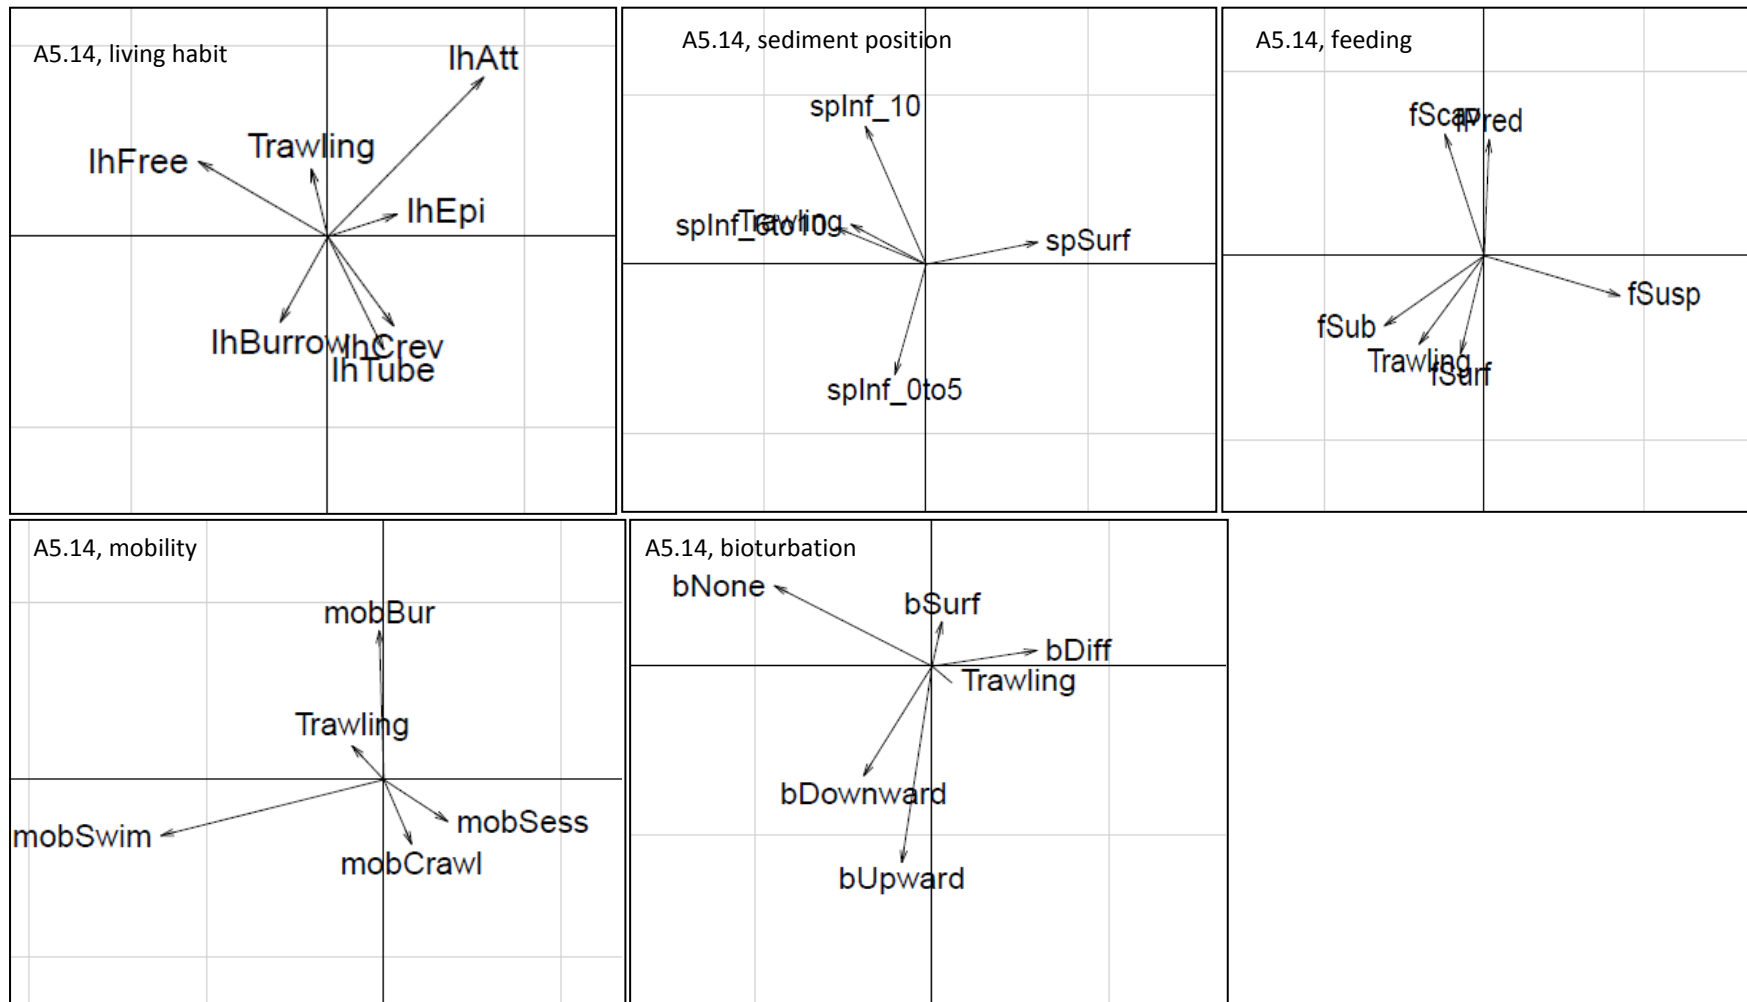 A5.14, living habit
lhAtt
Trawling
lhFree
lhEpi
lhBurrow
lhCrev
lhTube
A5.14, sediment position
spInf_10
Trawling
spInf_6to10
spSurf
spInf_0to5
A5.14, feeding
fScav
fPred
fSusp
fSub
Trawling
fSurf
A5.14, mobility
mobBur
Trawling
mobSess
mobSwim
mobCrawl
A5.14, bioturbation
bNone
bSurf
bDiff
Trawling
bDownward
bUpward